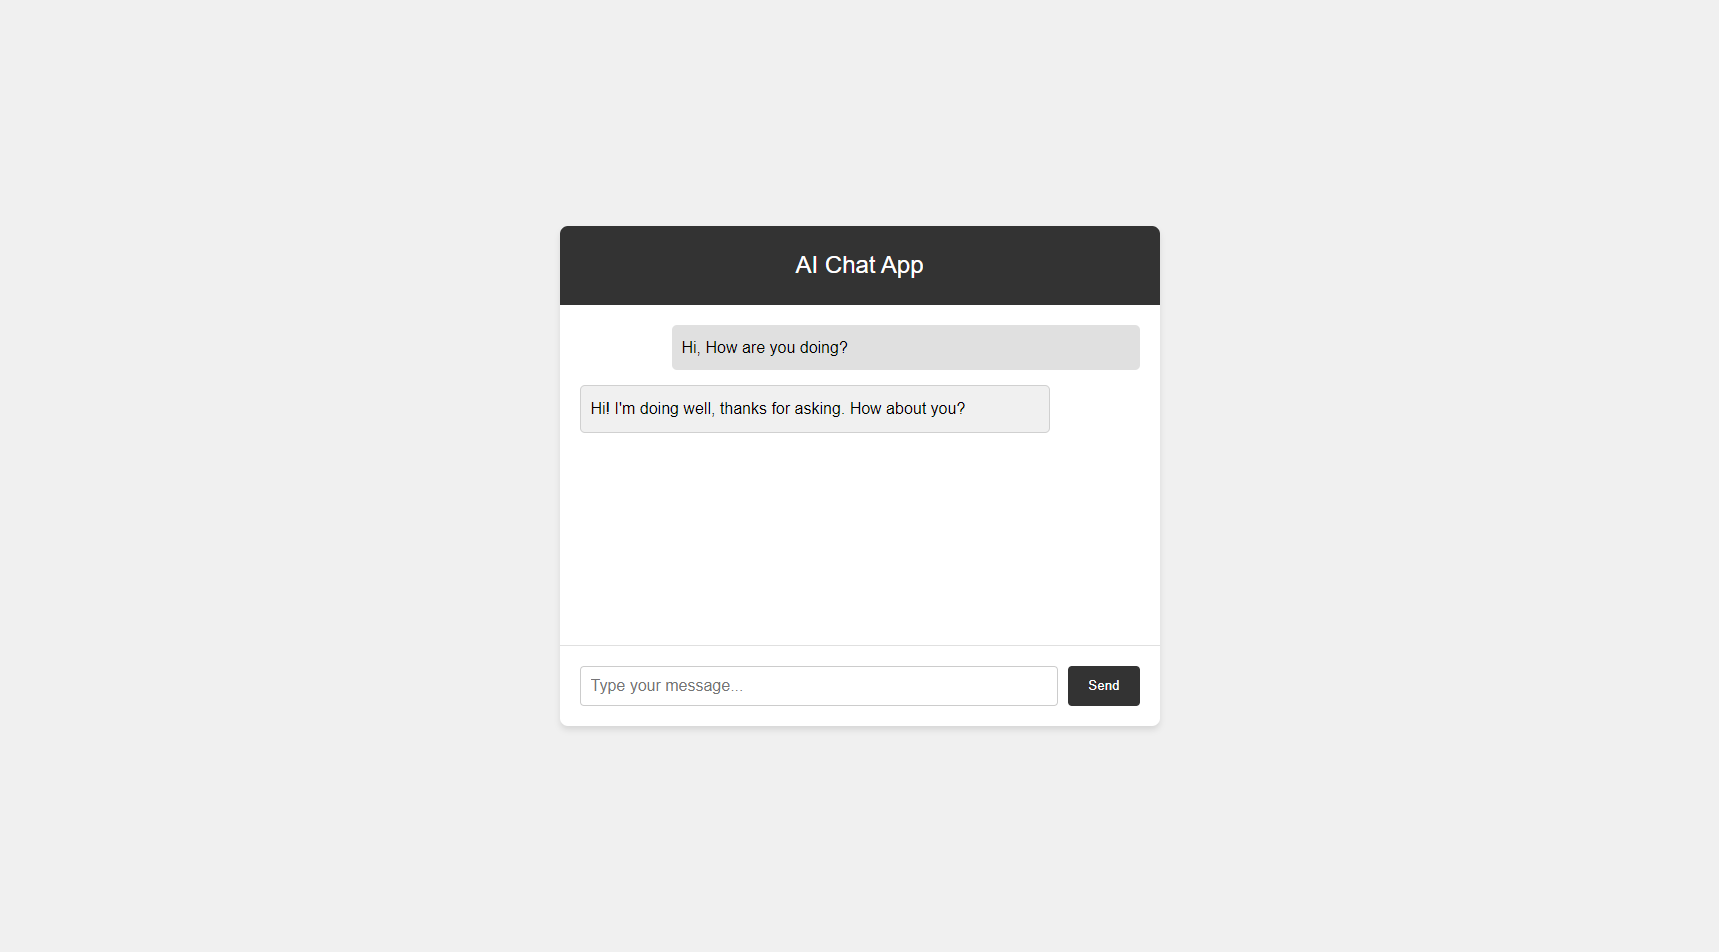 AI Chat App
Hi, How are you doing?
Hi! I'm doing well, thanks for asking. How about you?
Type your message...
Send